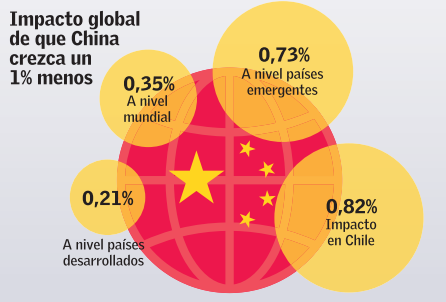 Impacto global
de que China
crezca un
1% menos
0,35%
A nivel
mundial
0,73%
A nivel países
emergentes
0,21%
A nivel países
desarrollados
0,82%
Impacto
en Chile